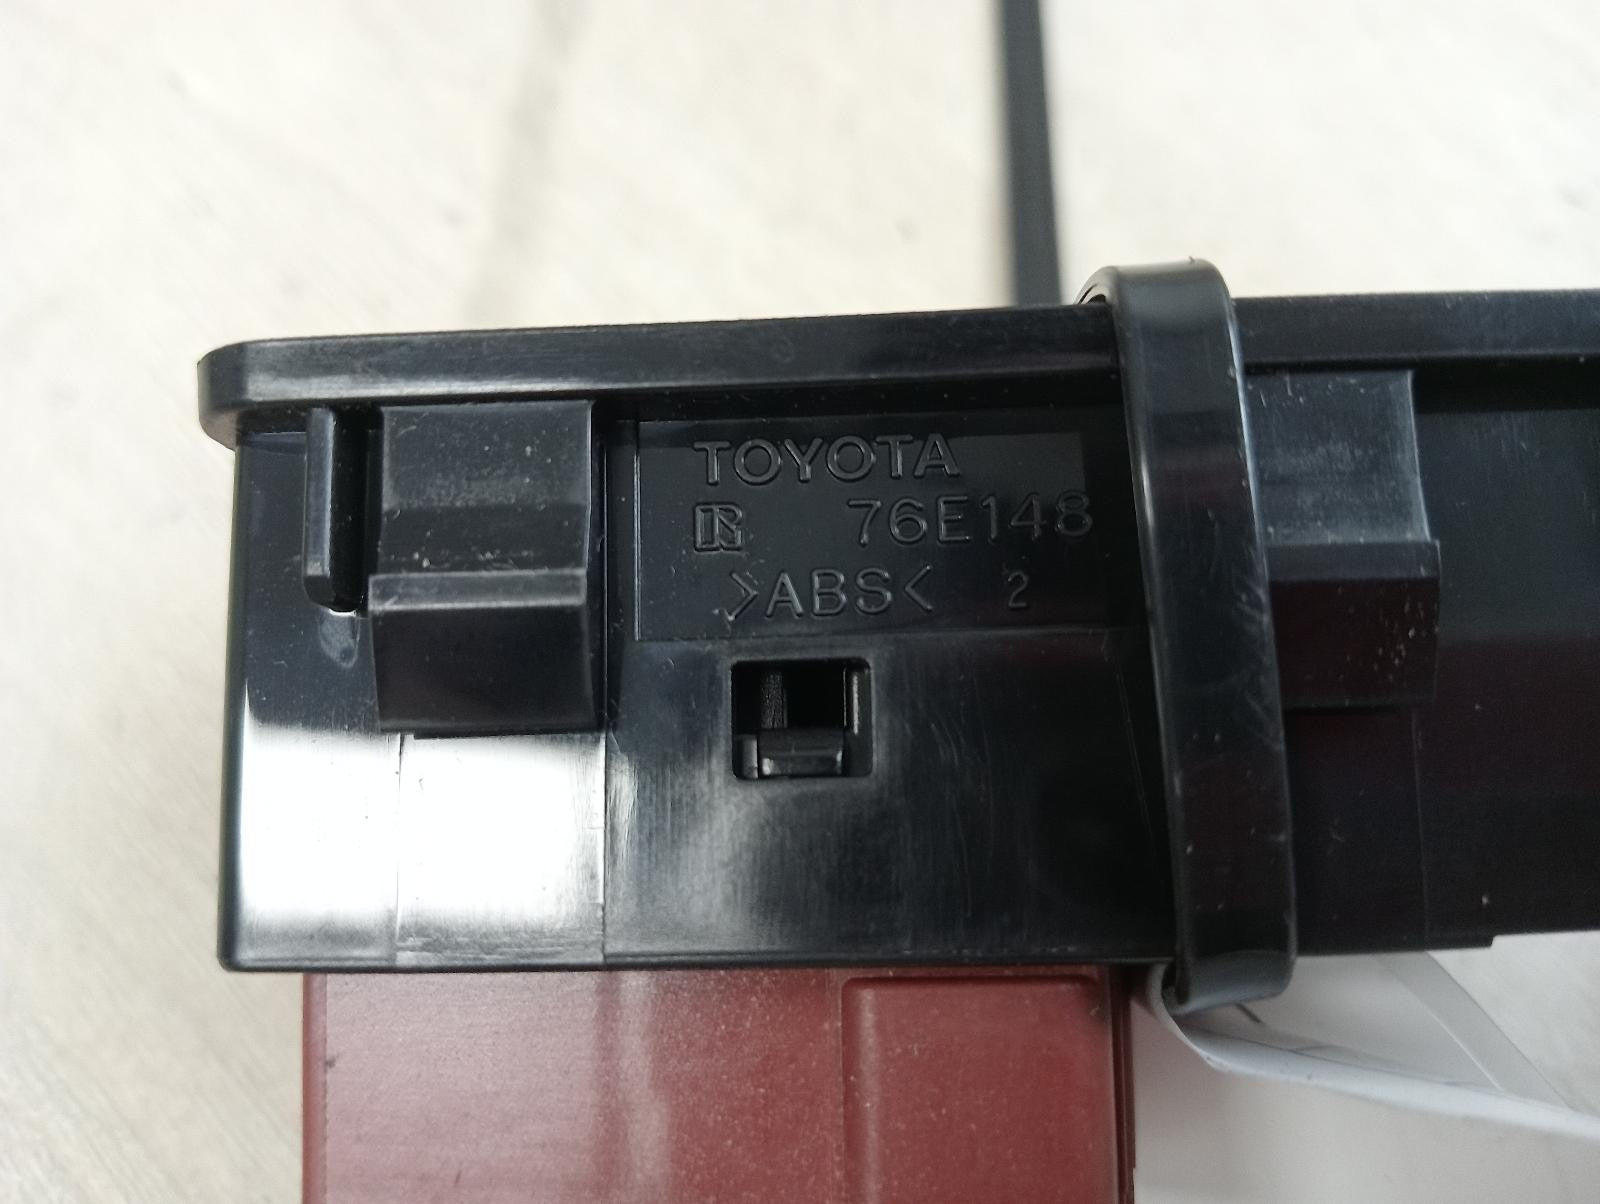 TOYOTA
R 76E148
>ABS< 2